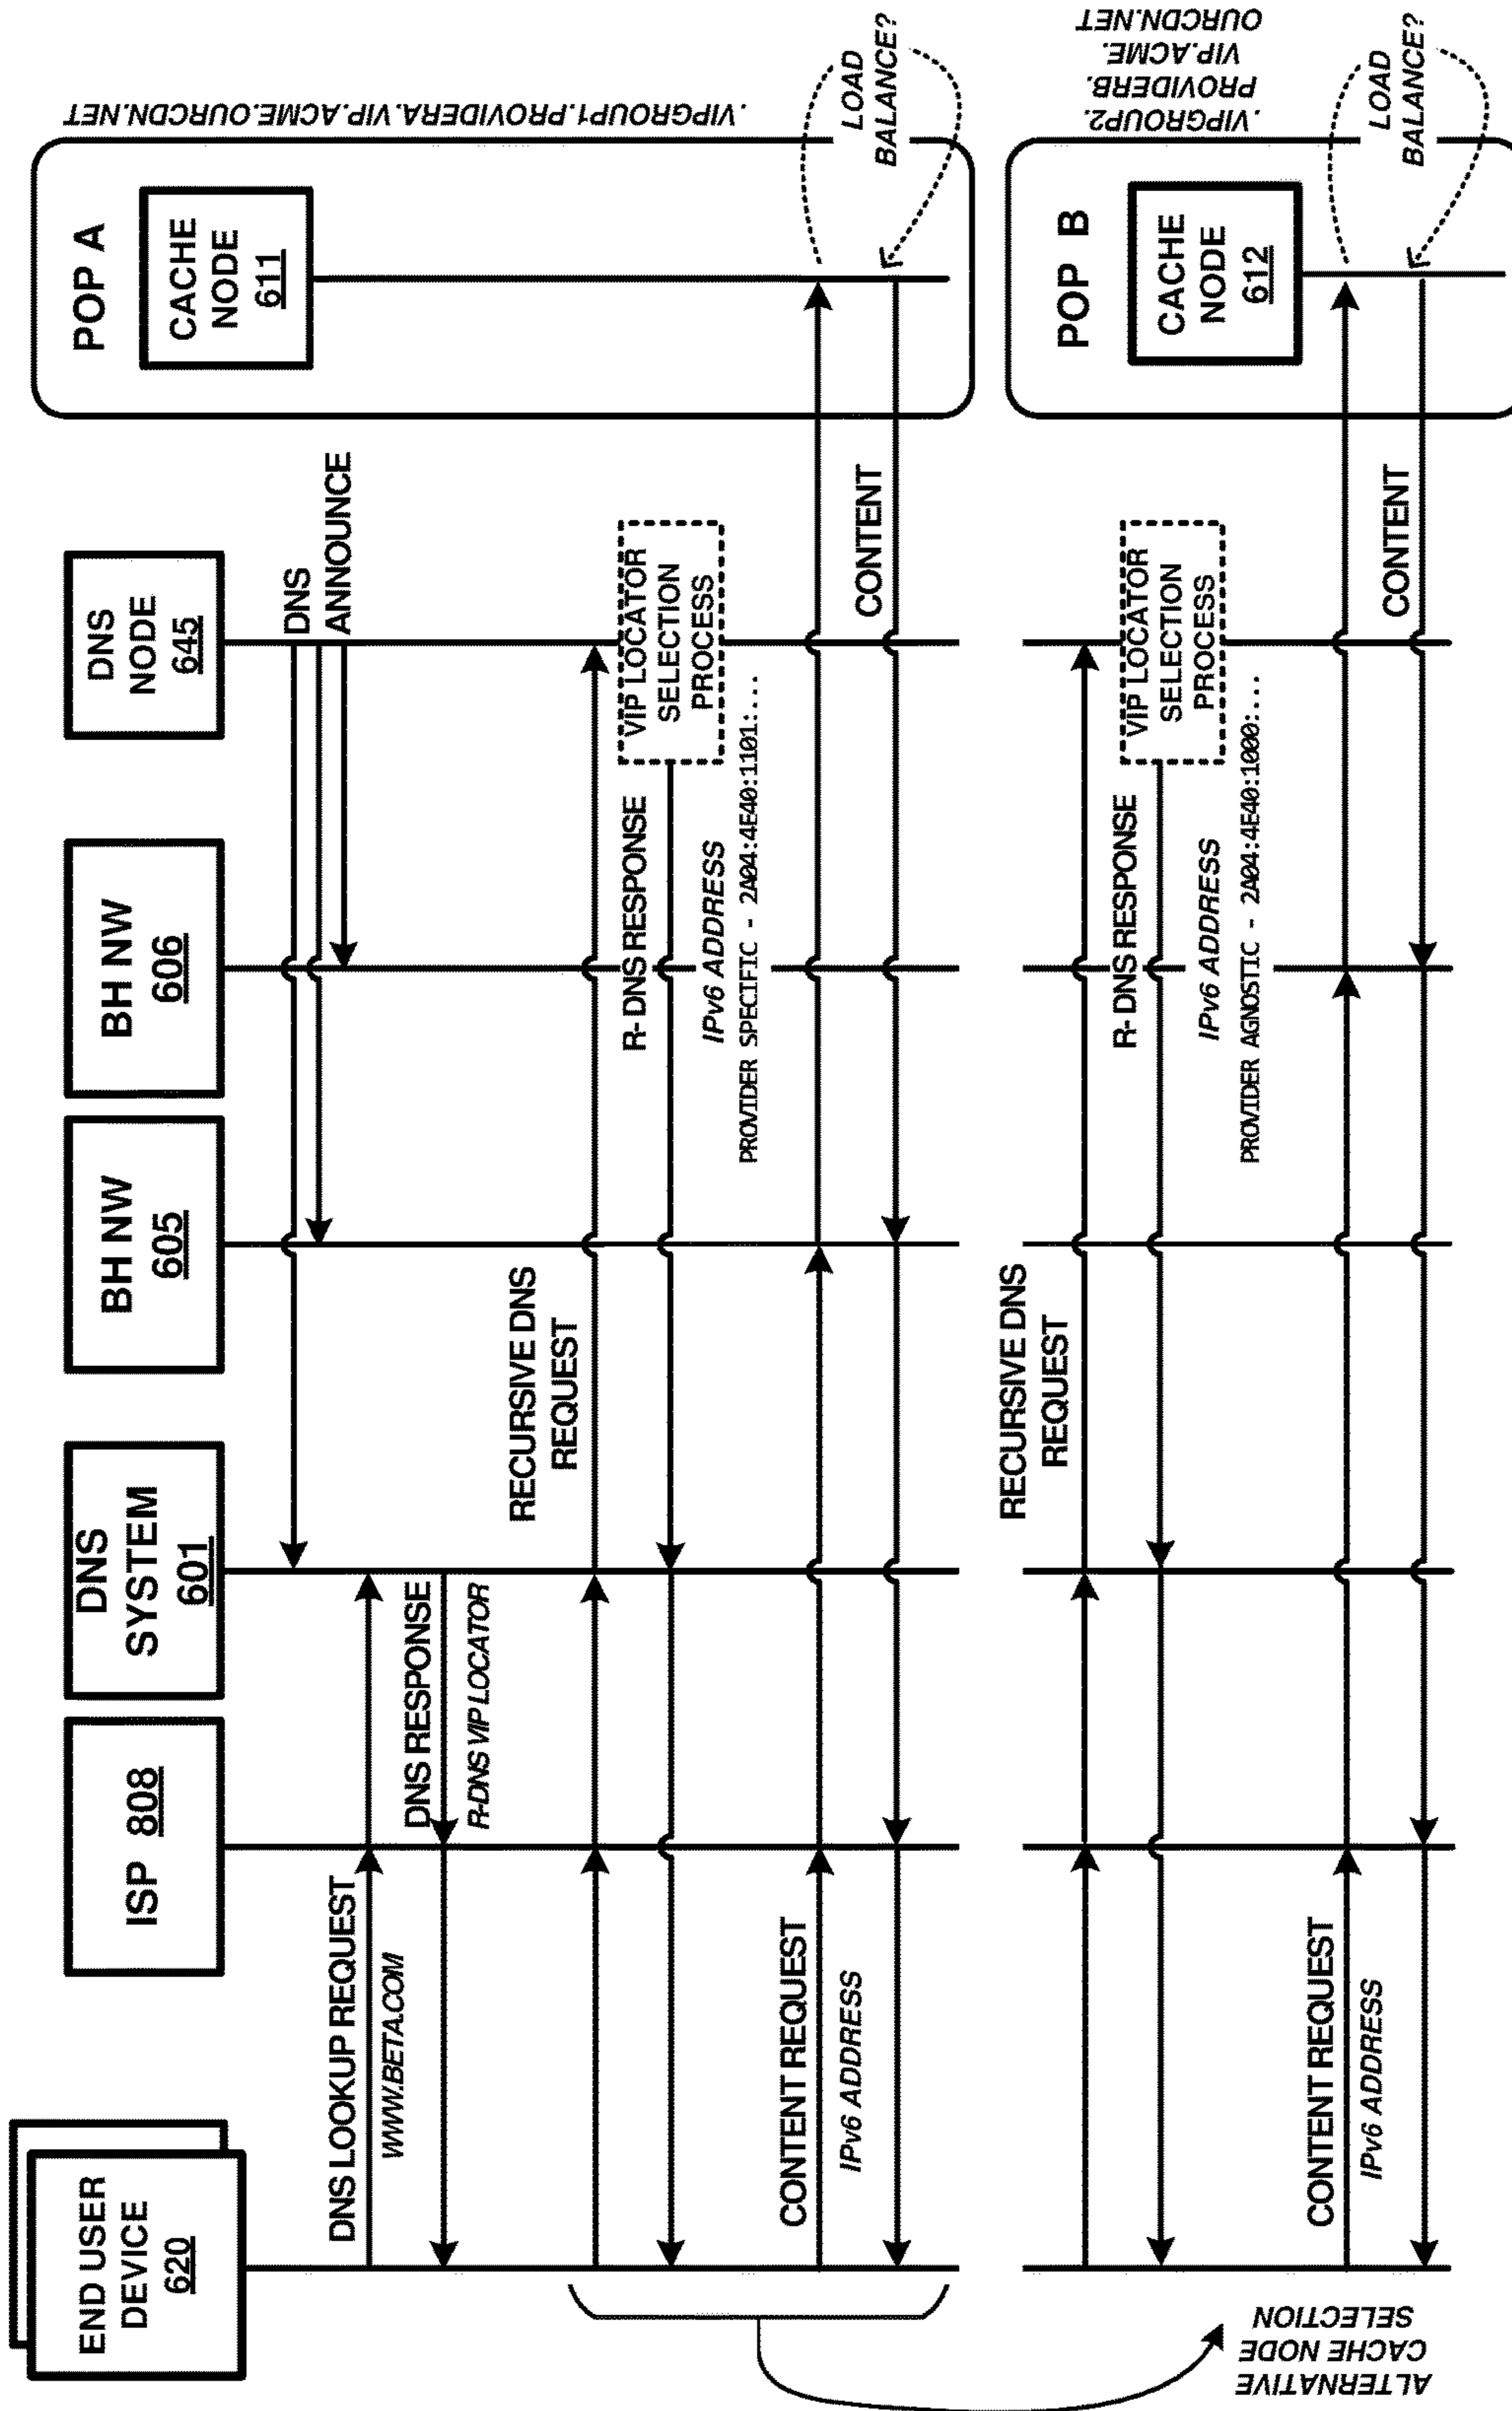 END USER
DEVICE
620
ISP 808
DNS
SYSTEM
601
BH NW
605
BH NW
606
DNS
NODE
645
POP A
CACHE
NODE
611
.VIPGROUP1.PROVIDERA.VIP.ACME.OURCDN.NET
DNS
ANNOUNCE
DNS LOOKUP REQUEST
WWW.BETA.COM
DNS RESPONSE
R-DNS VIP LOCATOR
RECURSIVE DNS
REQUEST
VIP LOCATOR
SELECTION
PROCESS
R- DNS RESPONSE
IPv6 ADDRESS
PROVIDER SPECIFIC - 2A04:4E40:1101:...
CONTENT REQUEST
IPv6 ADDRESS
CONTENT
LOAD
BALANCE?
POP B
CACHE
NODE
612
.VIPGROUP2.
PROVIDERB.
VIP.ACME.
OURCDN.NET
RECURSIVE DNS
REQUEST
VIP LOCATOR
SELECTION
PROCESS
R- DNS RESPONSE
IPv6 ADDRESS
PROVIDER AGNOSTIC - 2A04:4E40:1000:...
CONTENT REQUEST
IPv6 ADDRESS
CONTENT
LOAD
BALANCE?
ALTERNATIVE
CACHE NODE
SELECTION